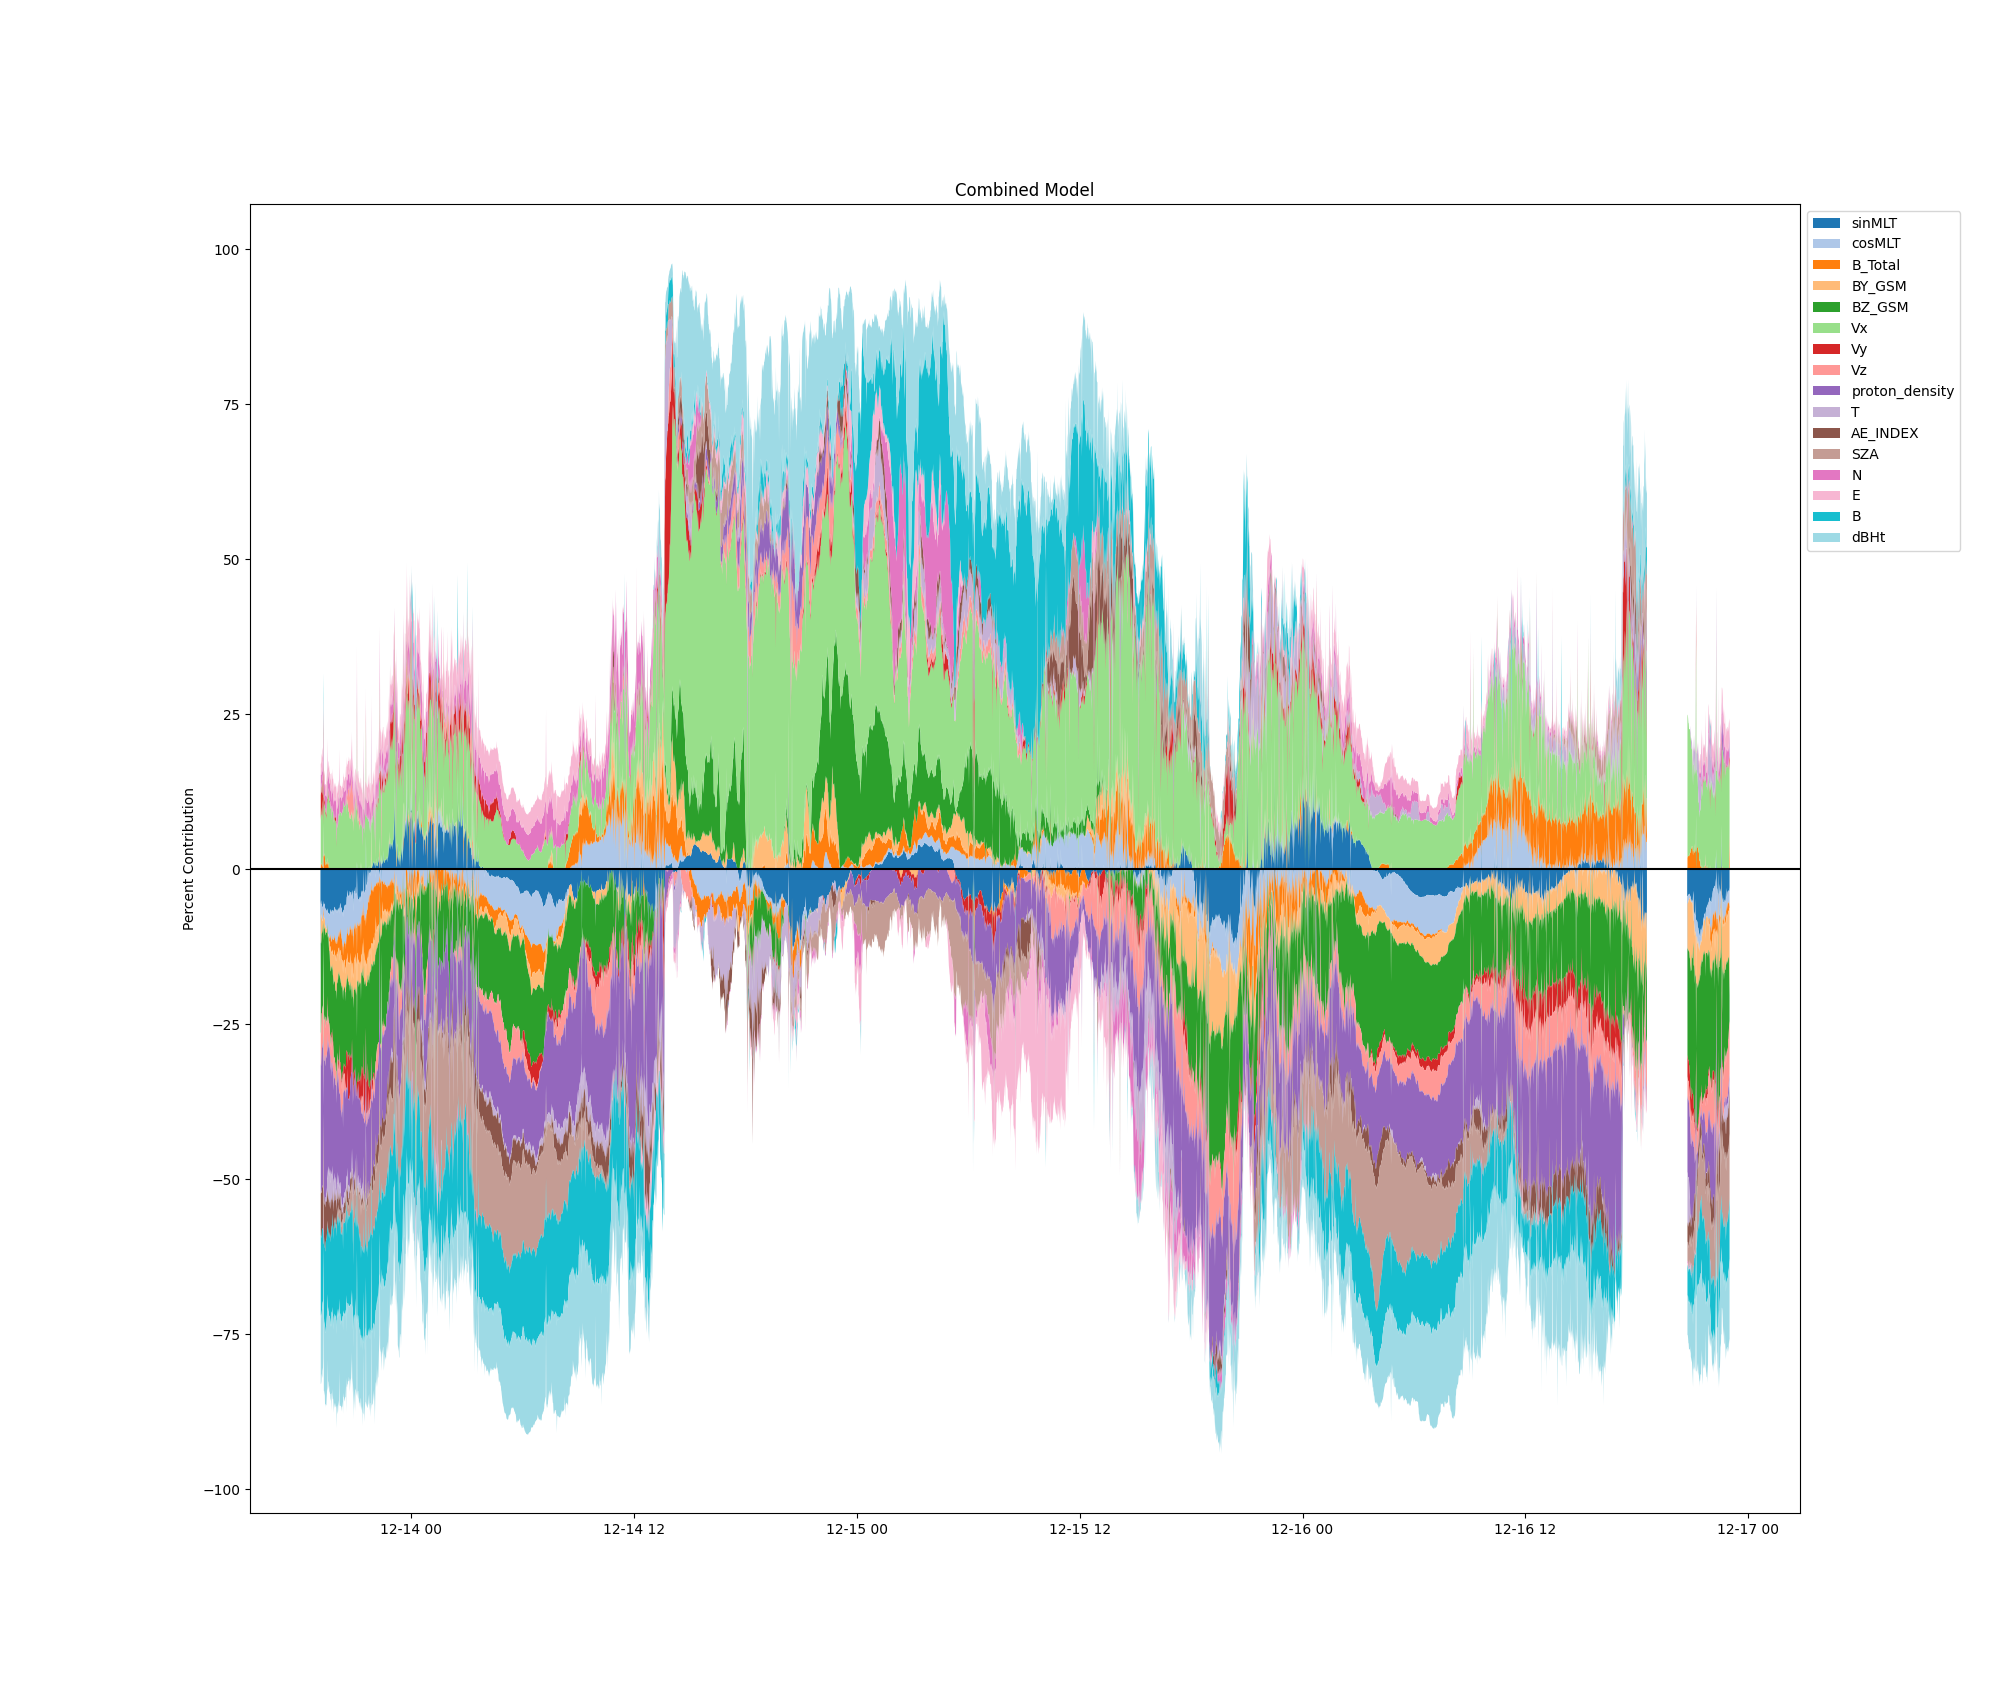 Combined Model
100
75
50
25
0
−25
−50
−75
−100
Percent Contribution
12-14 00
12-14 12
12-15 00
12-15 12
12-16 00
12-16 12
12-17 00
sinMLT
cosMLT
B_Total
BY_GSM
BZ_GSM
Vx
Vy
Vz
proton_density
T
AE_INDEX
SZA
N
E
B
dBHt